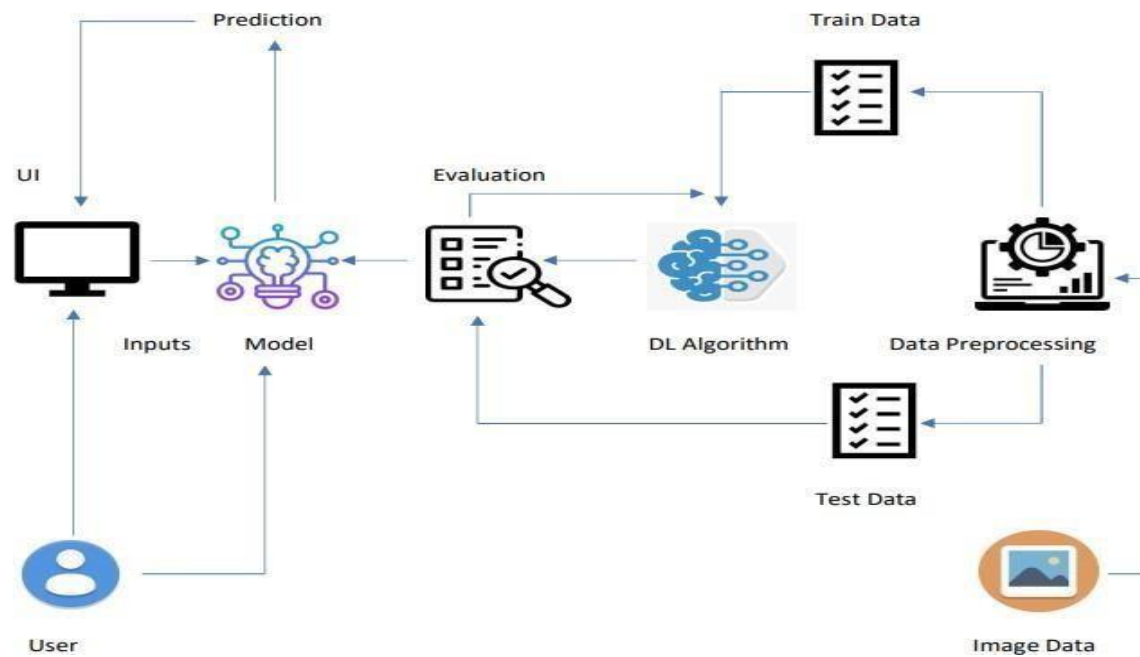 Prediction
Train Data
UI
Evaluation
Inputs
Model
DL Algorithm
Data Preprocessing
Test Data
User
Image Data